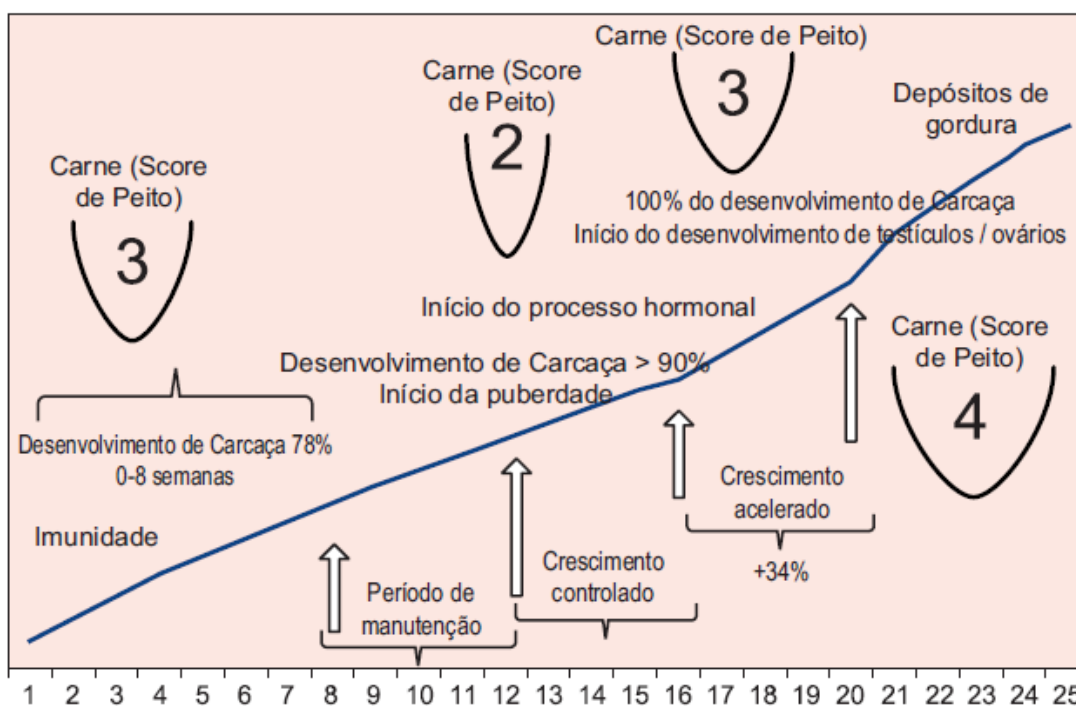 Carne (Score
de Peito)
3
Carne (Score
de Peito)
2
Carne (Score de Peito)
3
Depósitos de
gordura
100% do desenvolvimento de Carcaça
Início do desenvolvimento de testículos / ovários
Início do processo hormonal
Desenvolvimento de Carcaça > 90%
Início da puberdade
Carne (Score
de Peito)
4
Desenvolvimento de Carcaça 78%
0-8 semanas
Imunidade
Período de
manutenção
Crescimento
controlado
Crescimento
acelerado
+34%
1 2 3 4 5 6 7 8 9 10 11 12 13 14 15 16 17 18 19 20 21 22 23 24 25